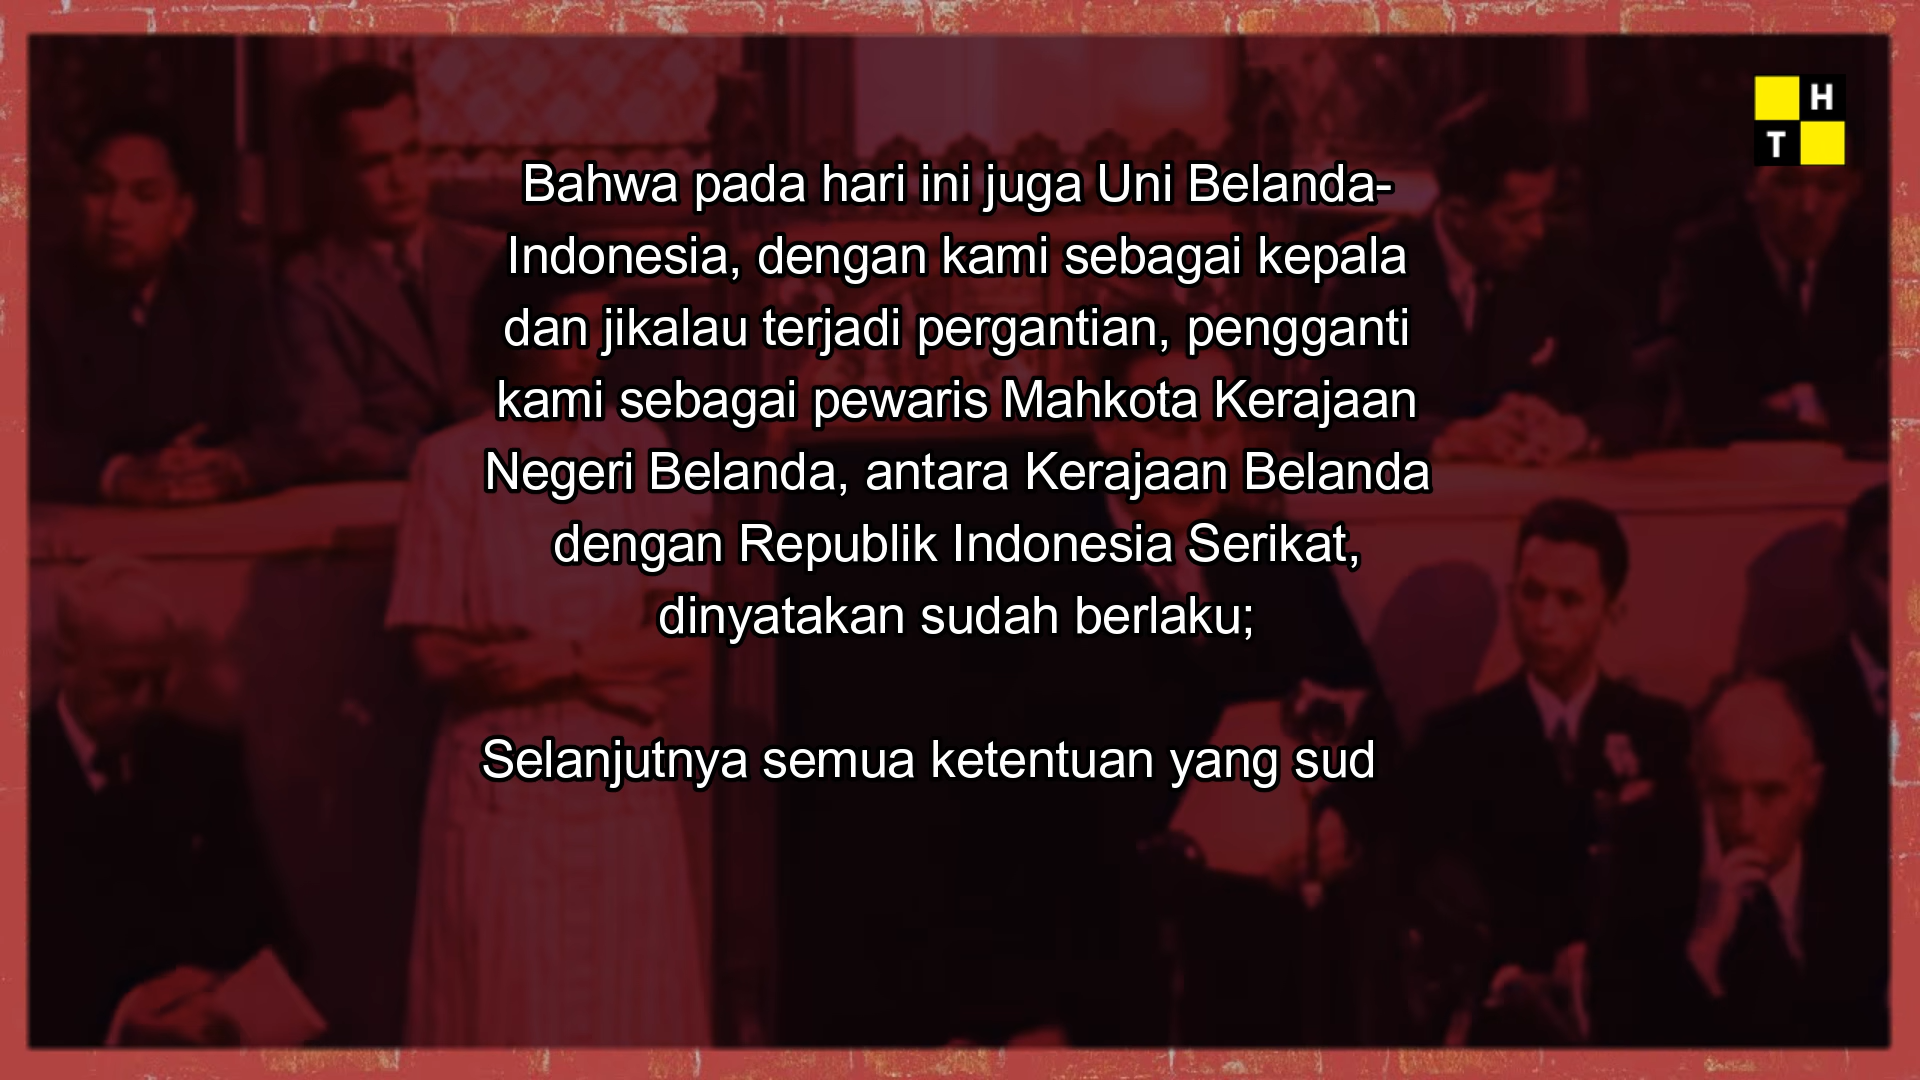 H
T
Bahwa pada hari ini juga Uni Belanda-
Indonesia, dengan kami sebagai kepala
dan jikalau terjadi pergantian, pengganti
kami sebagai pewaris Mahkota Kerajaan
Negeri Belanda, antara Kerajaan Belanda
dengan Republik Indonesia Serikat,
dinyatakan sudah berlaku;
Selanjutnya semua ketentuan yang sud